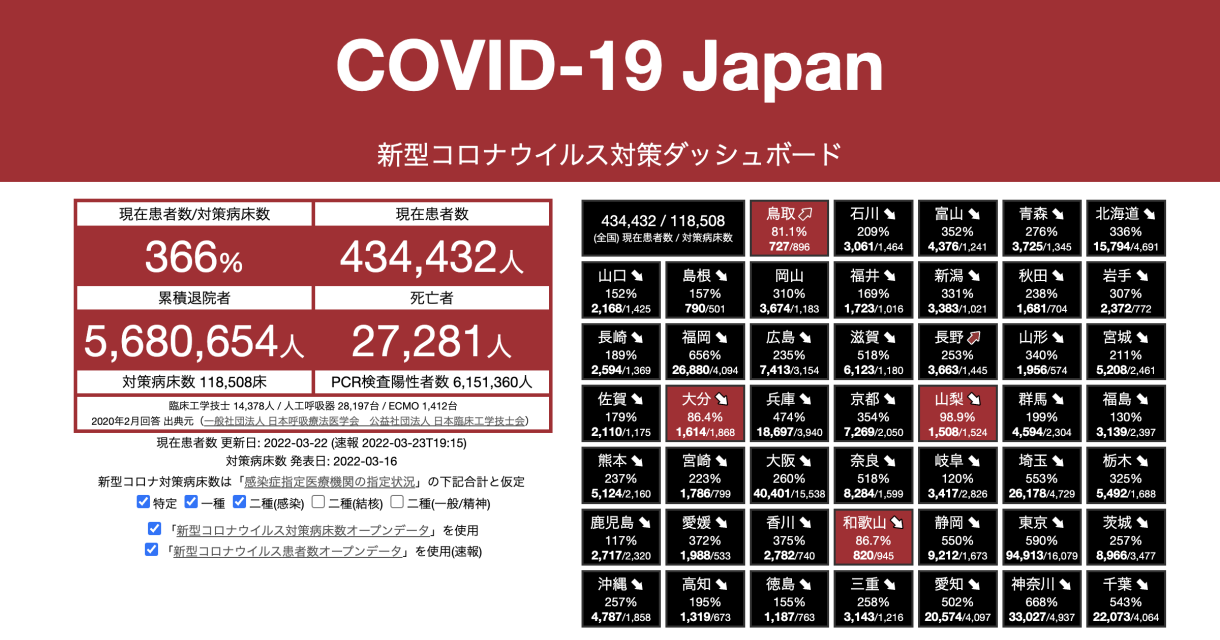 COVID-19 Japan
新型コロナウイルス対策ダッシュボード
現在患者数/対策病床数
現在患者数
366%
434,432人
累積退院者
死亡者
5,680,654人
27,281人
対策病床数 118,508床
PCR検査陽性者数 6,151,360人
臨床工学技士 14,378人 / 人工呼吸器 28,197台 / ECMO 1,412台
2020年2月回答 出典元（一般社団法人 日本呼吸療法医学会　公益社団法人 日本臨床工学技士会）
現在患者数 更新日: 2022-03-22 (速報 2022-03-23T19:15)
対策病床数 発表日: 2022-03-16
新型コロナ対策病床数は「感染症指定医療機関の指定状況」の下記合計と仮定
特定 一種 二種(感染) 二種(結核) 二種(一般/精神)
「新型コロナウイルス対策病床数オープンデータ」を使用
「新型コロナウイルス患者数オープンデータ」を使用(速報)
434,432 / 118,508
(全国) 現在患者数 / 対策病床数
鳥取
81.1%
727/896
石川
209%
3,061/1,464
富山
352%
4,376/1,241
青森
276%
3,725/1,345
北海道
336%
15,794/4,691
山口
152%
2,168/1,425
島根
157%
790/501
岡山
310%
3,674/1,183
福井
169%
1,723/1,016
新潟
331%
3,383/1,021
秋田
238%
1,681/704
岩手
307%
2,372/772
長崎
189%
2,594/1,369
福岡
656%
26,880/4,094
広島
235%
7,413/3,154
滋賀
518%
6,123/1,180
長野
253%
3,663/1,445
山形
340%
1,956/574
宮城
211%
5,208/2,461
佐賀
179%
2,110/1,175
大分
86.4%
1,614/1,868
兵庫
474%
18,697/3,940
京都
354%
7,269/2,050
山梨
98.9%
1,508/1,524
群馬
199%
4,594/2,304
福島
130%
3,139/2,397
熊本
237%
5,124/2,160
宮崎
223%
1,786/799
大阪
260%
40,401/15,538
奈良
518%
8,284/1,599
岐阜
120%
3,417/2,826
埼玉
553%
26,178/4,729
栃木
325%
5,492/1,688
鹿児島
117%
2,717/2,320
愛媛
372%
1,988/533
香川
375%
2,782/740
和歌山
86.7%
820/945
静岡
550%
9,212/1,673
東京
590%
94,913/16,079
茨城
257%
8,966/3,477
沖縄
257%
4,787/1,858
高知
195%
1,319/673
徳島
155%
1,187/763
三重
258%
3,143/1,216
愛知
502%
20,574/4,097
神奈川
668%
33,027/4,937
千葉
543%
22,073/4,064